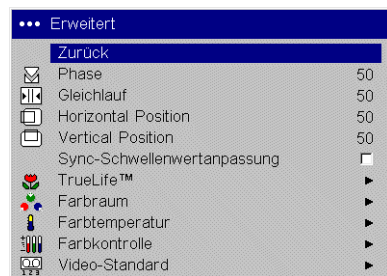 ••• Erweitert
Zurück
Phase 50
Gleichlauf 50
Horizontal Position 50
Vertical Position 50
Sync-Schwellenwertanpassung
TrueLife™
Farbraum
Farbtemperatur
Farbkontrolle
Video-Standard